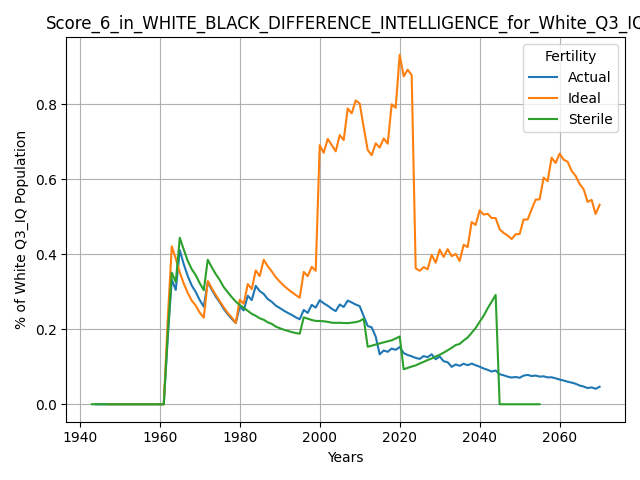 Score_6_in_WHITE_BLACK_DIFFERENCE_INTELLIGENCE_for_White_Q3_IQ
Fertility
Actual
Ideal
Sterile
% of White Q3_IQ Population
0.8
0.6
0.4
0.2
0.0
1940 1960 1980 2000 2020 2040 2060
Years